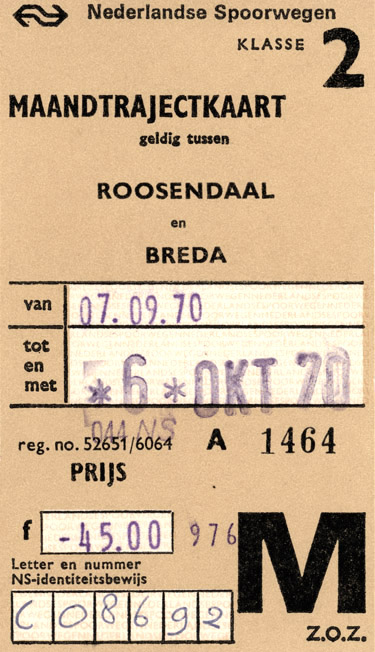 Nederlandse Spoorwegen
KLASSE 2
MAANDTRAJECTKAART
geldig tussen
ROOSENDAAL
en
BREDA
van 07.09.70
tot en met *6*OKT 70
044 NS
reg. no. 52651/6064 A 1464
PRIJS
f -45.00 976
M
Letter en nummer
NS-identiteitsbewijs
C 08692
Z.O.Z.